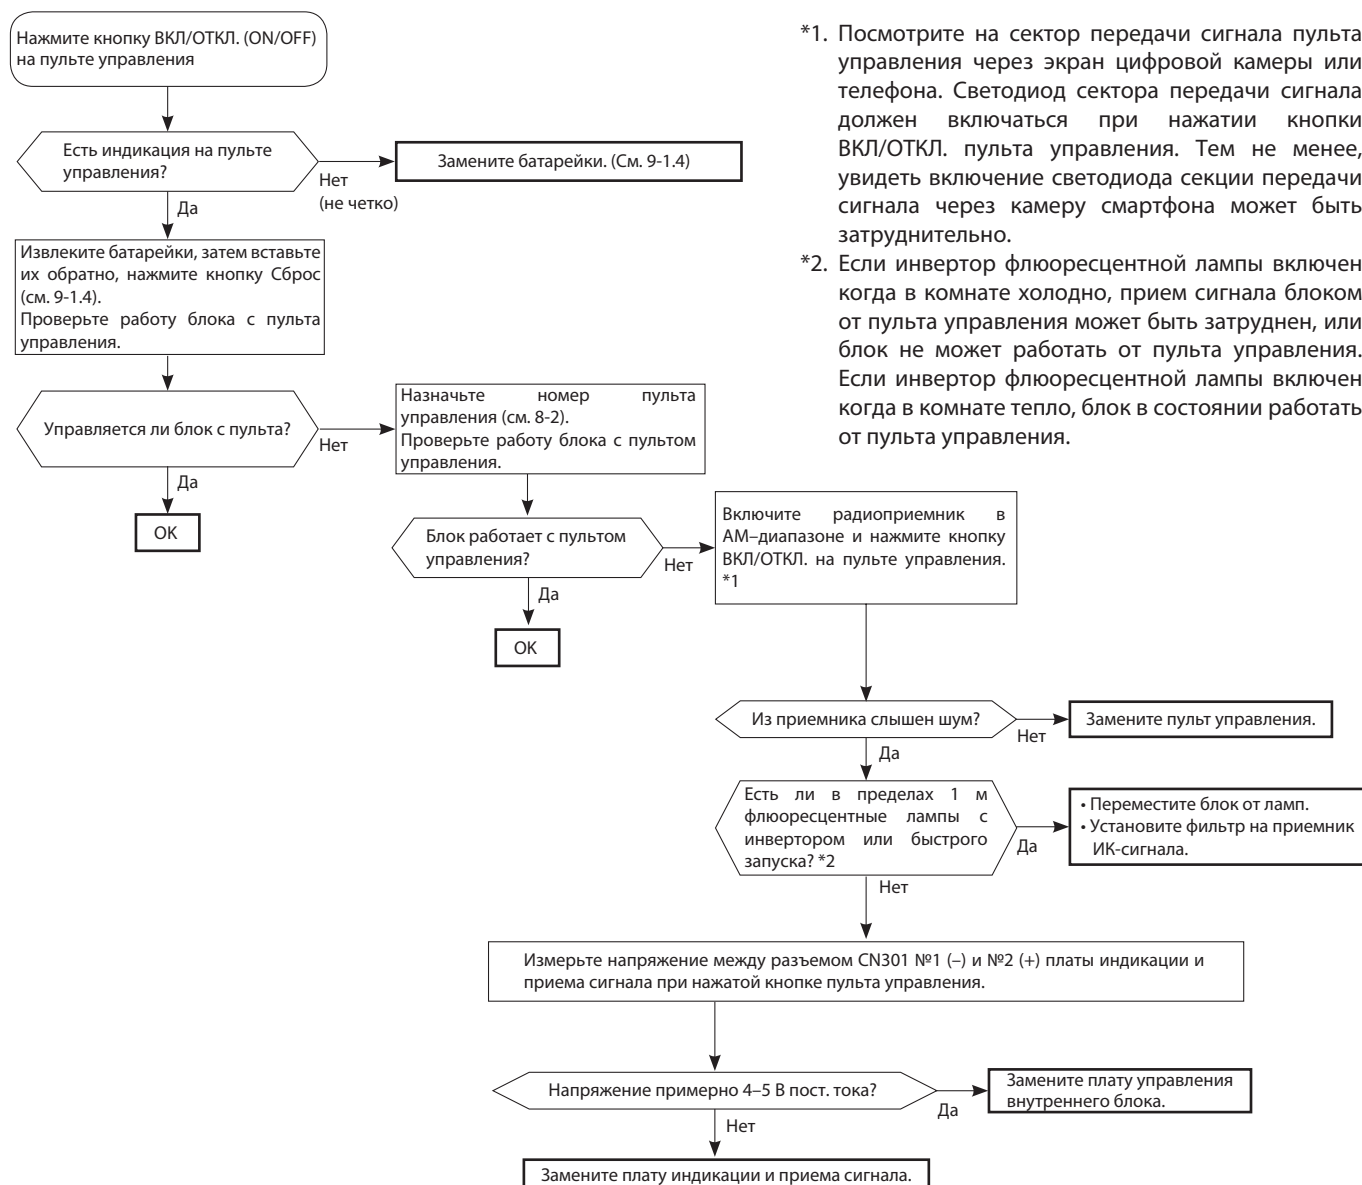 Нажмите кнопку ВКЛ/ОТКЛ. (ON/OFF)
на пульте управления
Есть индикация на пульте
управления?
Нет
(не четко)
Замените батарейки. (См. 9-1.4)
Да
Извлеките батарейки, затем вставьте
их обратно, нажмите кнопку Сброс
(см. 9-1.4).
Проверьте работу блока с пульта
управления.
Управляется ли блок с пульта?
Нет
Да
OK
Назначьте номер пульта
управления (см. 8-2).
Проверьте работу блока с пультом
управления.
Блок работает с пультом
управления?
Нет
Да
OK
Включите радиоприемник в
АМ–диапазоне и нажмите кнопку
ВКЛ/ОТКЛ. на пульте управления.
*1
Из приемника слышен шум?
Нет
Замените пульт управления.
Да
Есть ли в пределах 1 м
флюоресцентные лампы с
инвертором или быстрого
запуска? *2
Да
• Переместите блок от ламп.
• Установите фильтр на приемник
ИК-сигнала.
Нет
Измерьте напряжение между разъемом CN301 №1 (–) и №2 (+) платы индикации и
приема сигнала при нажатой кнопке пульта управления.
Напряжение примерно 4–5 В пост. тока?
Да
Замените плату управления
внутреннего блока.
Нет
Замените плату индикации и приема сигнала.
*1. Посмотрите на сектор передачи сигнала пульта
управления через экран цифровой камеры или
телефона. Светодиод сектора передачи сигнала
должен включаться при нажатии кнопки
ВКЛ/ОТКЛ. пульта управления. Тем не менее,
увидеть включение светодиода секции передачи
сигнала через камеру смартфона может быть
затруднительно.
*2. Если инвертор флюоресцентной лампы включен
когда в комнате холодно, прием сигнала блоком
от пульта управления может быть затруднен, или
блок не может работать от пульта управления.
Если инвертор флюоресцентной лампы включен
когда в комнате тепло, блок в состоянии работать
от пульта управления.